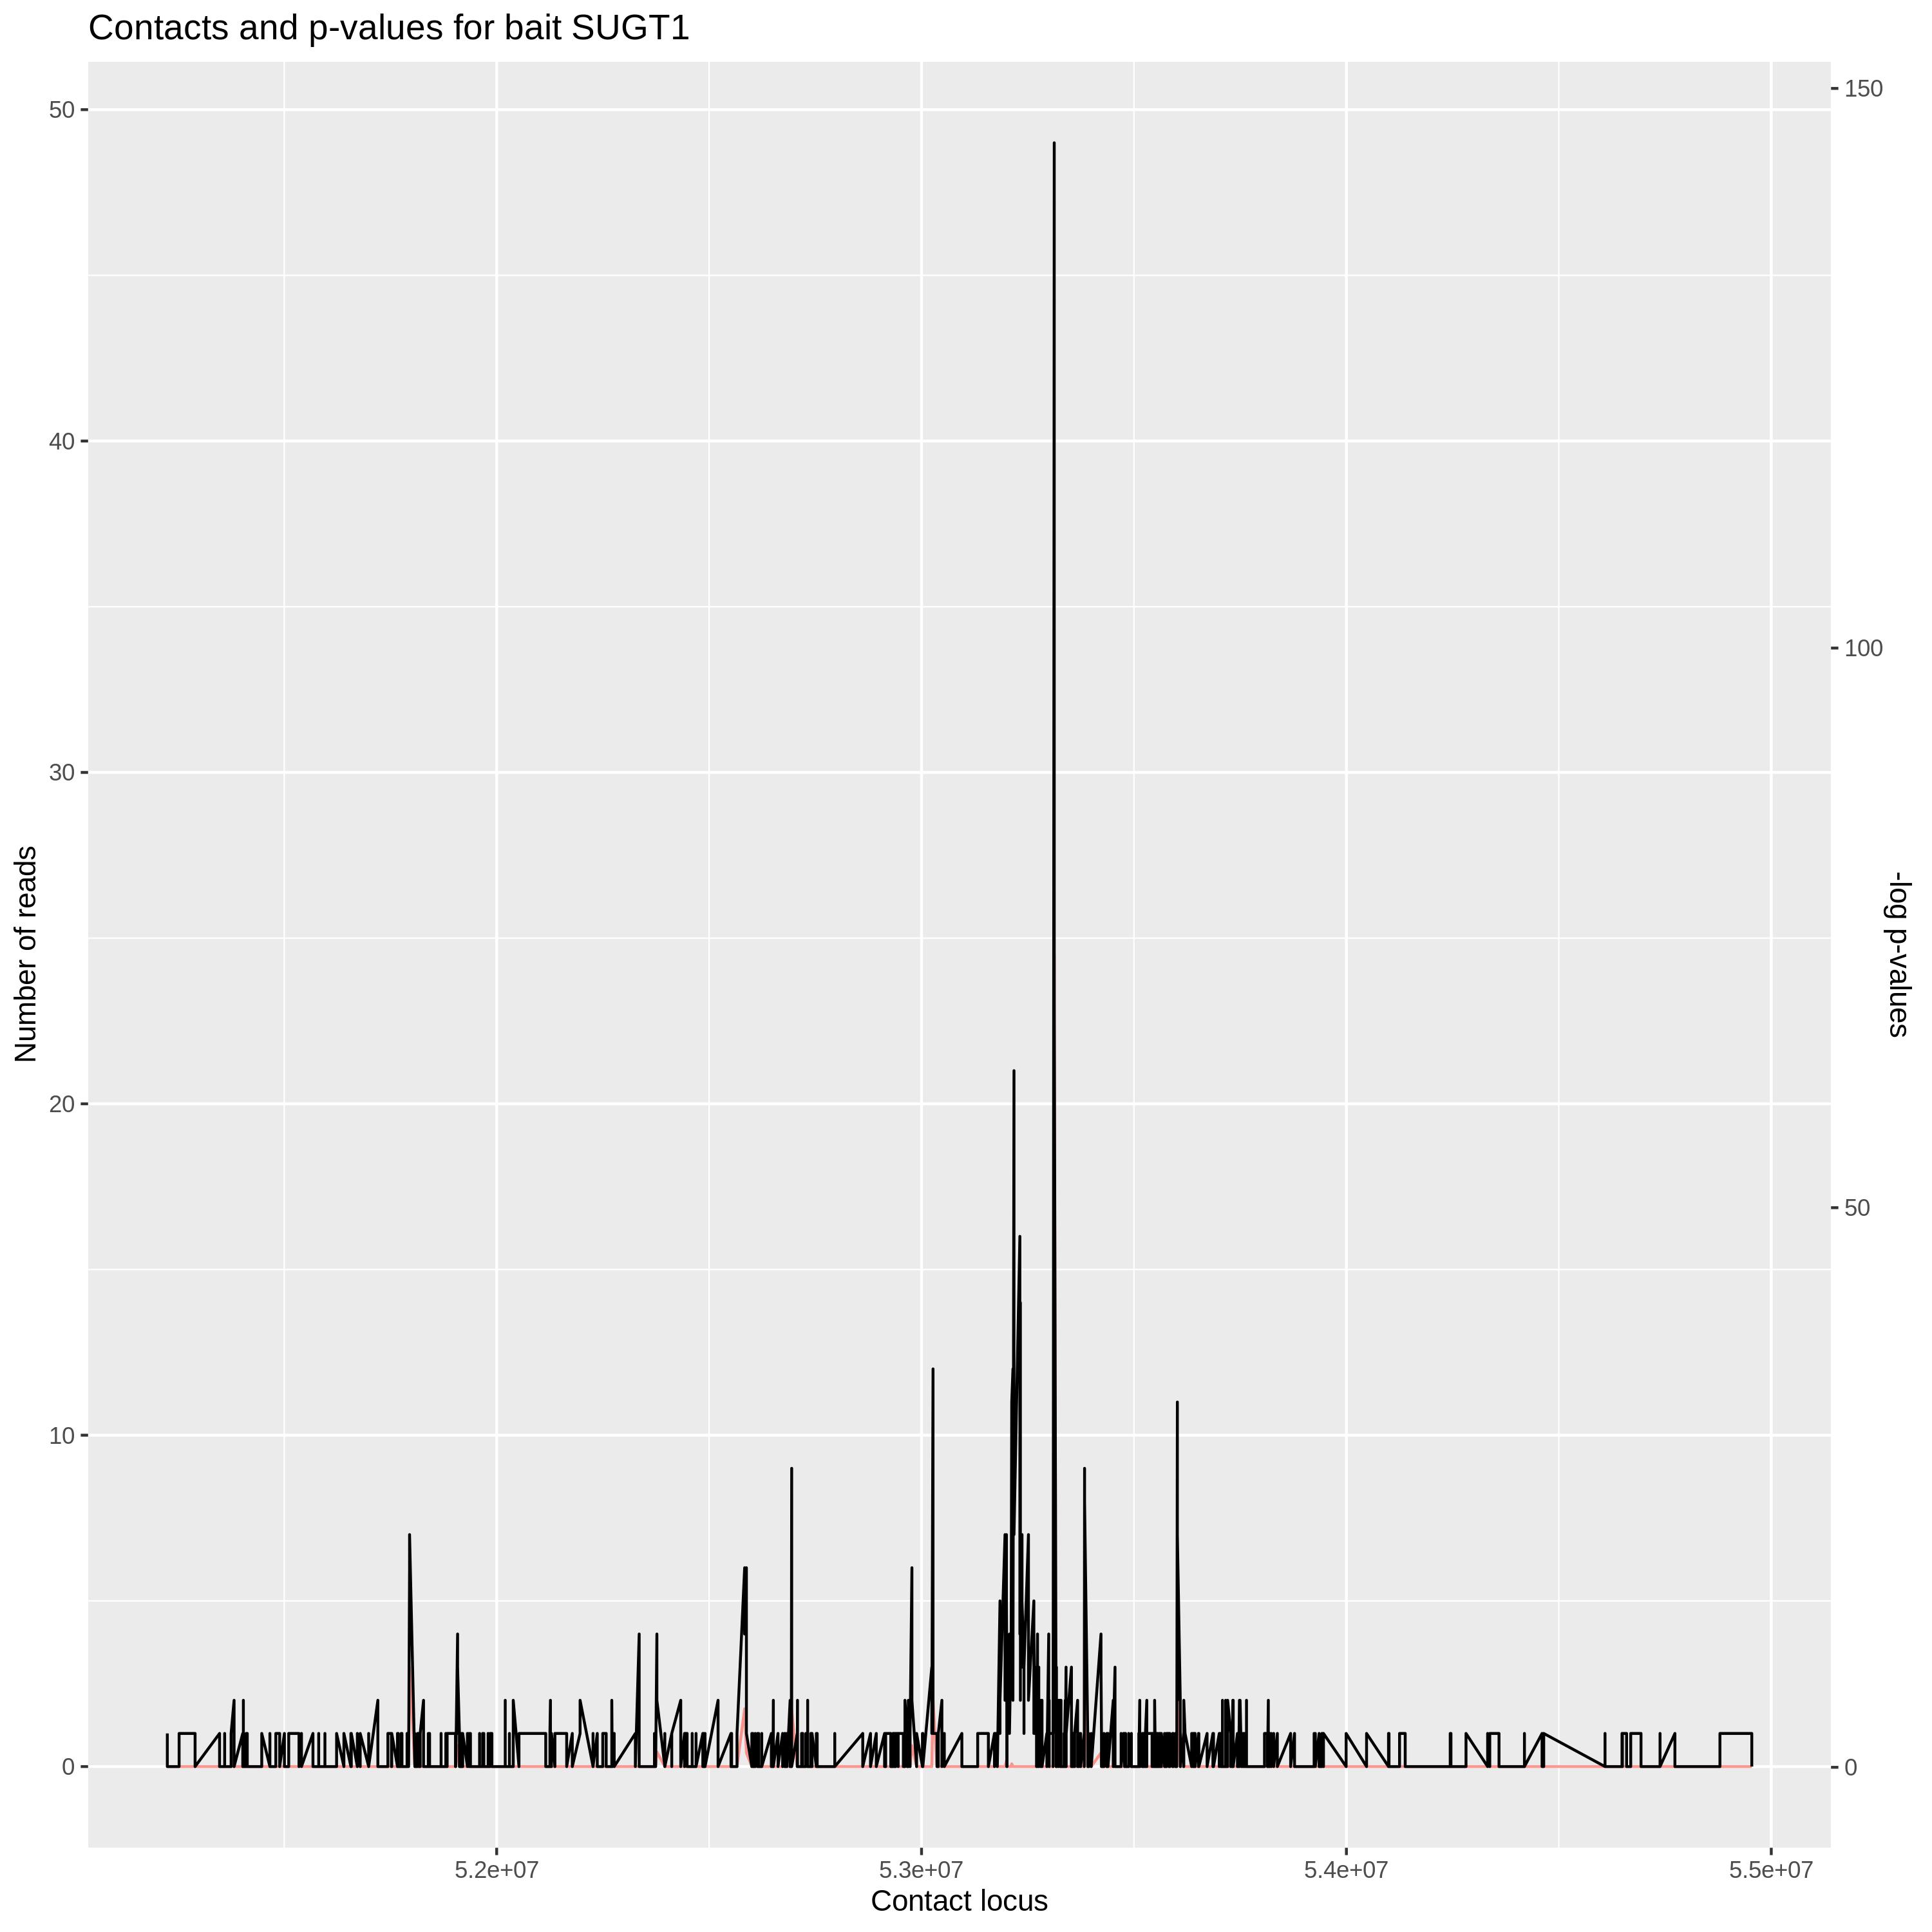 Contacts and p-values for bait SUGT1
50
40
30
20
10
0
Number of reads
150
100
50
0
-log p-values
5.2e+07
5.3e+07
5.4e+07
5.5e+07
Contact locus